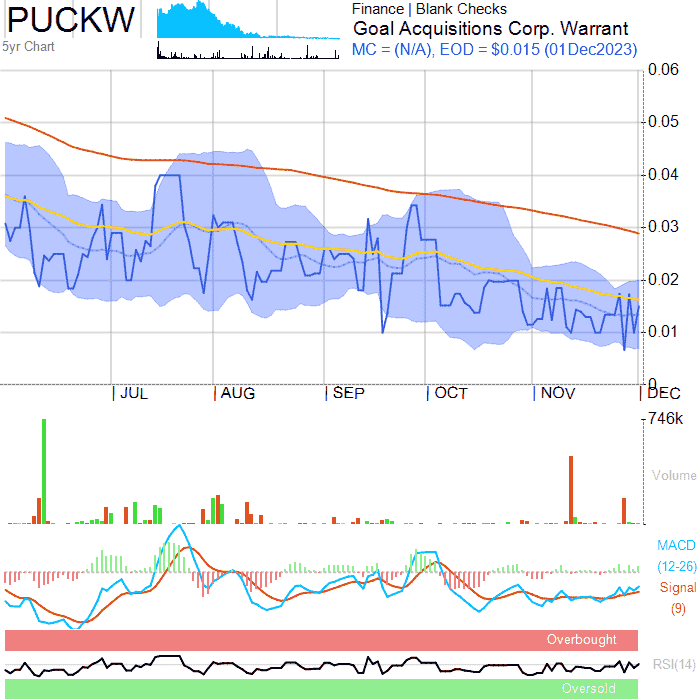 PUCKW
5yr Chart
Finance | Blank Checks
Goal Acquisitions Corp. Warrant
MC = (N/A), EOD = $0.015 (01Dec2023)
0.06
0.05
0.04
0.03
0.02
0.01
0
JUL AUG SEP OCT NOV DEC
746k
Volume
MACD
(12-26)
Signal
(9)
Overbought
RSI(14)
Oversold